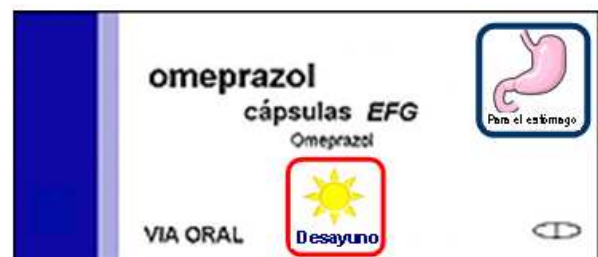 omeprazol
cápsulas EFG
Omeprazol
Para el estómago
Desayuno
VIA ORAL